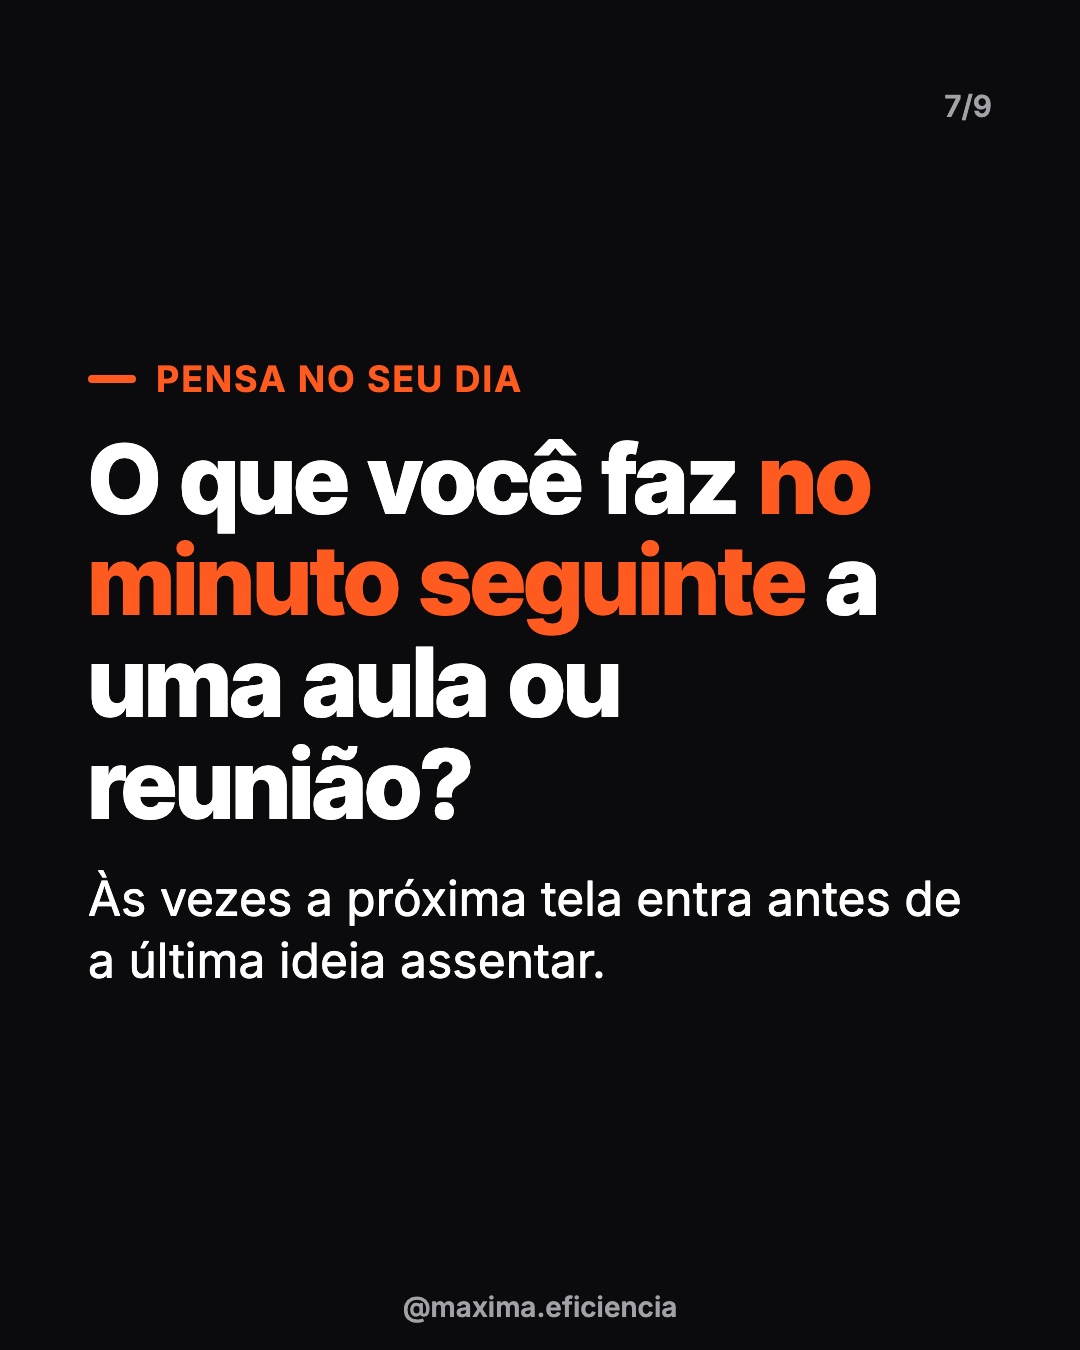 7/9
PENSA NO SEU DIA
O que você faz no
minuto seguinte a
uma aula ou
reunião?
Às vezes a próxima tela entra antes de
a última ideia assentar.
@maxima.eficiencia